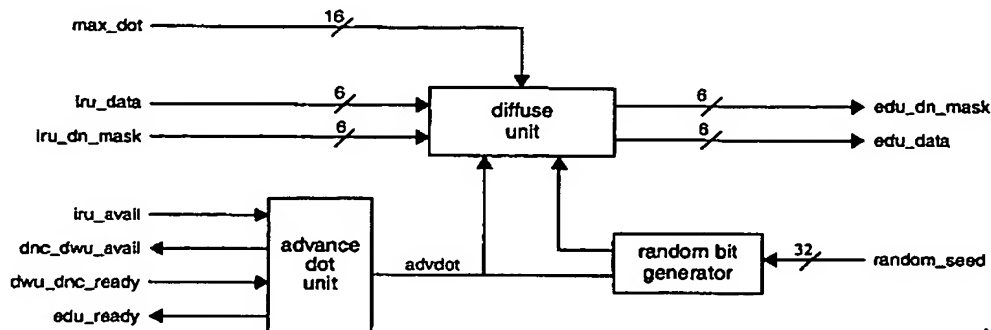 max_dot
16
iru_data
6
iru_dn_mask
6
diffuse
unit
6
edu_dn_mask
6
edu_data
iru_avail
dnc_dwu_avail
dwu_dnc_ready
edu_ready
advance
dot
unit
advdot
random bit
generator
32
random_seed